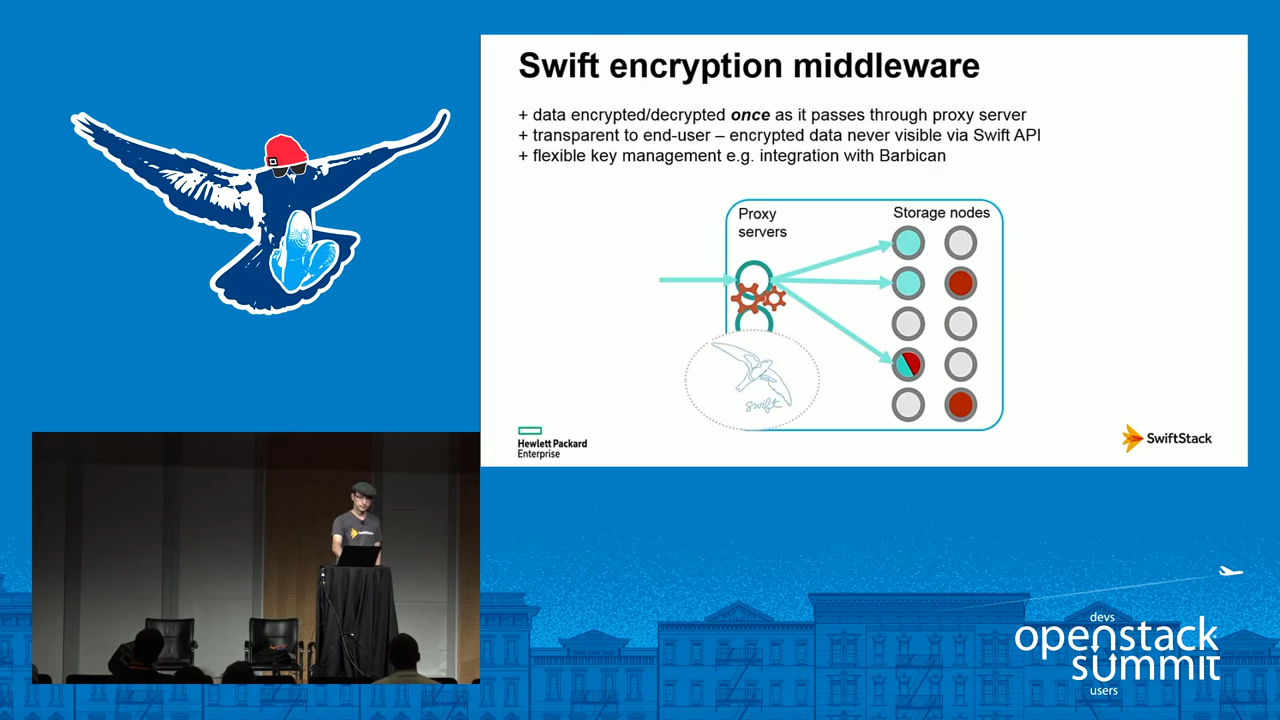 Swift encryption middleware
+ data encrypted/decrypted once as it passes through proxy server
+ transparent to end-user – encrypted data never visible via Swift API
+ flexible key management e.g. integration with Barbican
Proxy
servers
Storage nodes
swift
Hewlett Packard
Enterprise
SwiftStack
SwiftStack
devs
openstack
summit
users